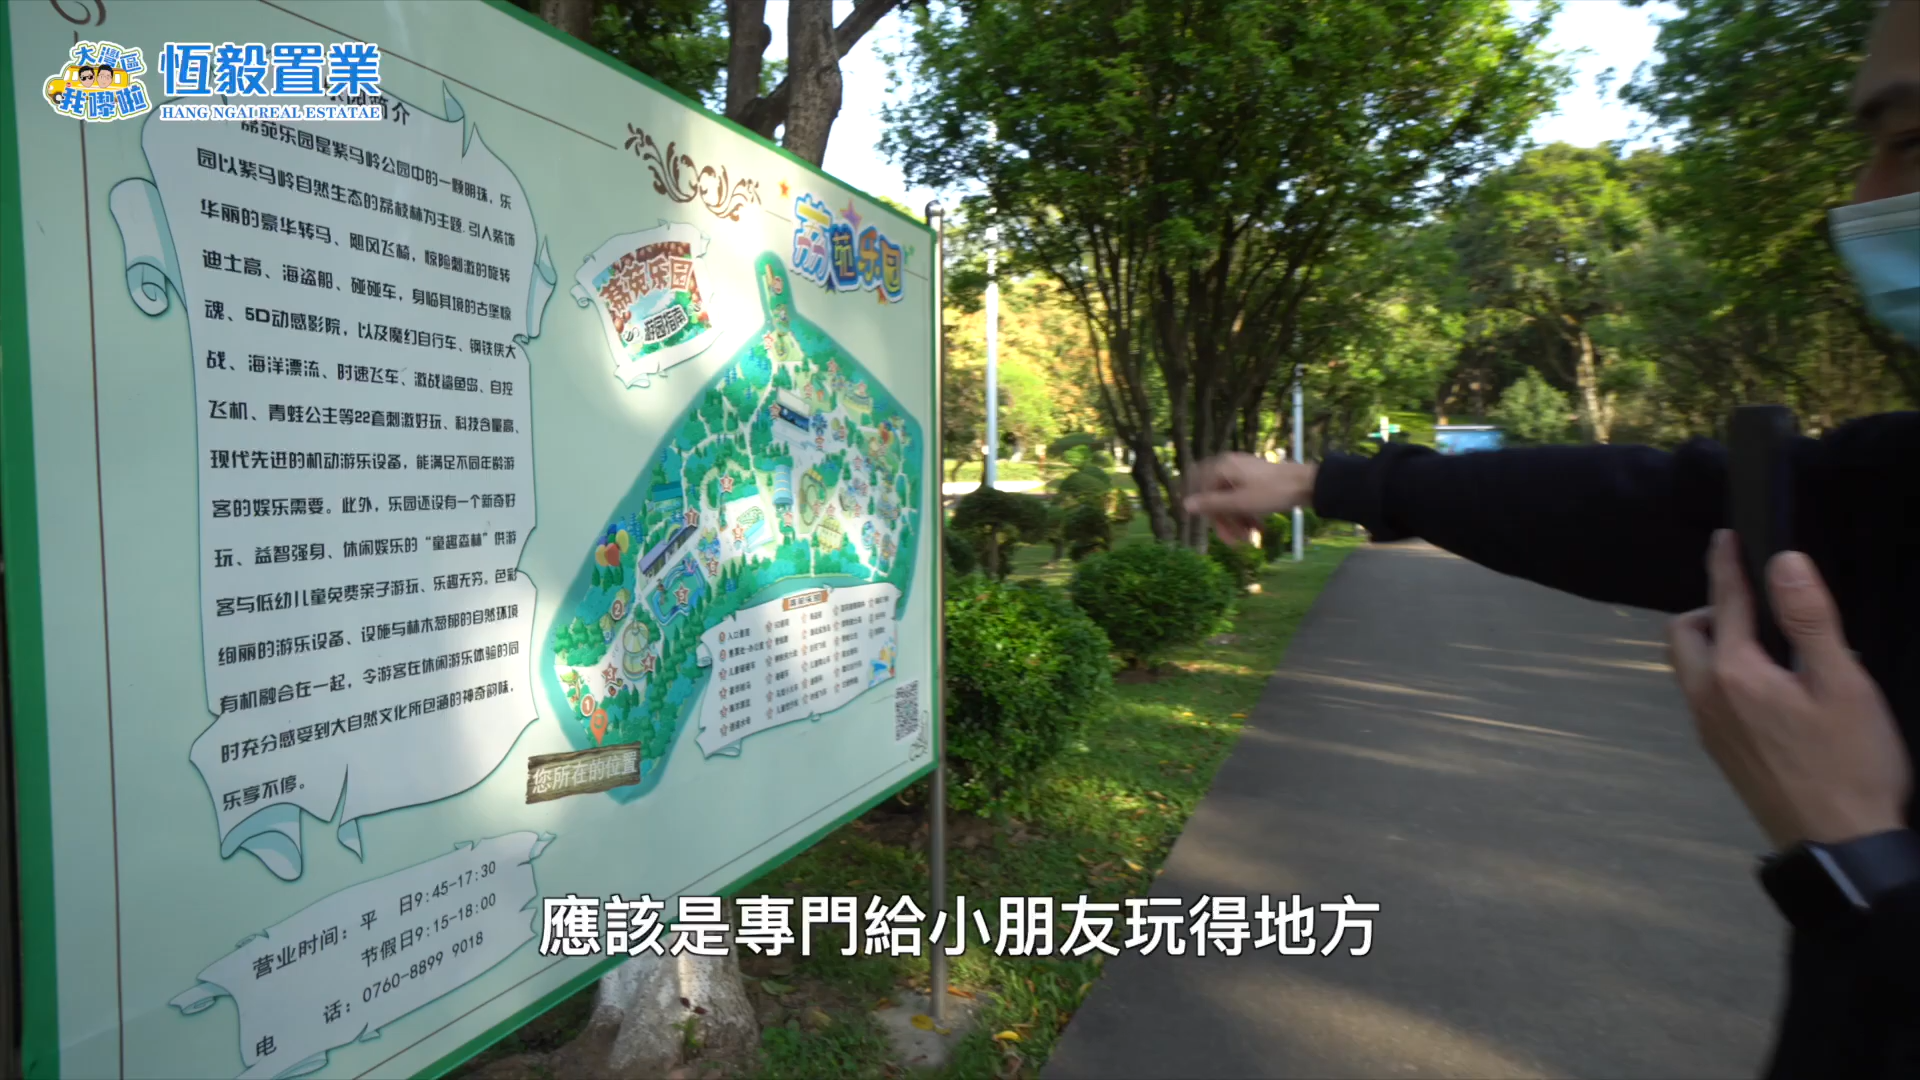 大灣區
我嚟啦
恆毅置業
HANG NGAI REAL ESTATAE
园简介
荔苑乐园是紫马岭公园中的一颗明珠，乐
园以紫马岭自然生态的荔枝林为主题.引入装饰
华丽的豪华转马、飓风飞椅，惊险刺激的旋转
迪士高、海盗船、碰碰车，身临其境的古堡惊
魂、5D动感影院，以及魔幻自行车、钢铁侠大
战、海洋漂流、时速飞车、激战鲨鱼岛、自控
飞机、青蛙公主等22套刺激好玩、科技含量高、
现代先进的机动游乐设备，能满足不同年龄游
客的娱乐需要。此外，乐园还设有一个新奇好
玩、益智强身、休闲娱乐的“童趣森林”供游
客与低幼儿童免费亲子游玩、乐趣无穷。色彩
绚丽的游乐设备、设施与林木葱郁的自然环境
有机融合在一起，令游客在休闲游乐体验的同
时充分感受到大自然文化所包涵的神奇韵味，
乐享不停。
营业时间：平 日9:45-17:30
节假日9:15-18:00
电 话：0760-8899 9018
荔苑乐园
游园指南
荔苑乐园
您所在的位置
應該是專門給小朋友玩得地方